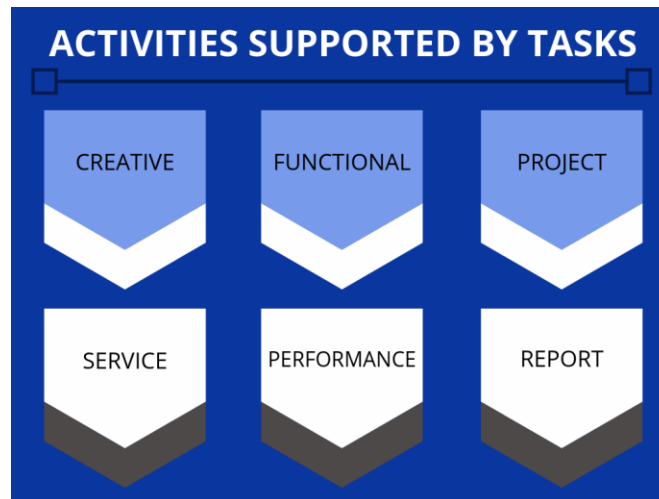 ACTIVITIES SUPPORTED BY TASKS
CREATIVE
FUNCTIONAL
PROJECT
SERVICE
PERFORMANCE
REPORT